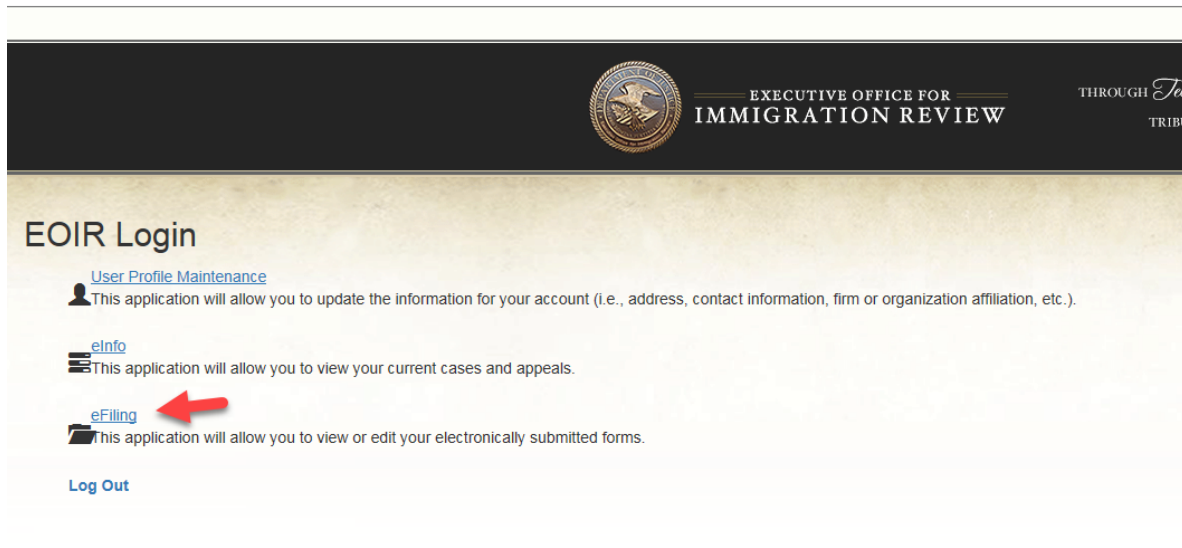 EXECUTIVE OFFICE FOR
IMMIGRATION REVIEW
THROUGH
EOIR Login
User Profile Maintenance
This application will allow you to update the information for your account (i.e., address, contact information, firm or organization affiliation, etc.).
eInfo
This application will allow you to view your current cases and appeals.
eFiling
This application will allow you to view or edit your electronically submitted forms.
Log Out